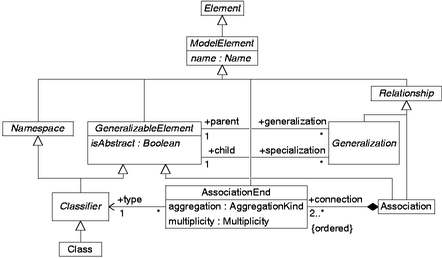 Element
ModelElement
name : Name
Relationship
Namespace
GeneralizableElement
isAbstract : Boolean
+parent
+generalization
1
*
+child
+specialization
1
*
Generalization
Classifier
+type
1
*
AssociationEnd
aggregation : AggregationKind
multiplicity : Multiplicity
+connection
2..*
{ordered}
Association
Class